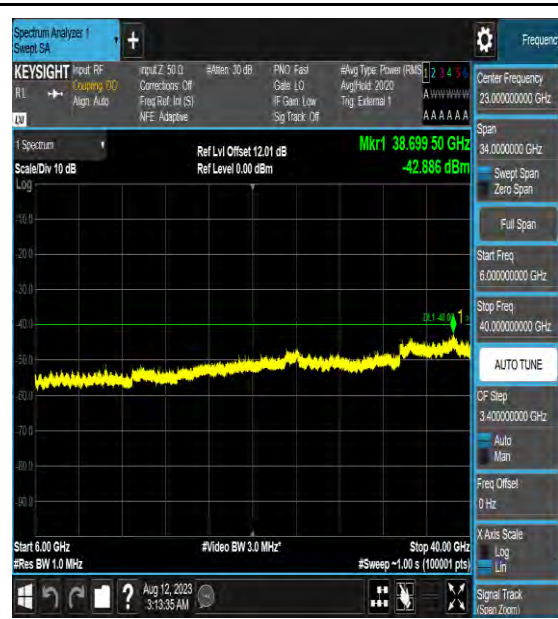 Spectrum Analyzer 1
Swept SA
+
Frequency
KEYSIGHT
Input: RF
Coupling: DC
Align: Auto
Input Z: 50 Ω
Corrections: Off
Freq Ref: Int (S)
NFE: Adaptive
#Atten: 30 dB
PNO: Fast
Gate: LO
IF Gain: Low
Sig Track: Off
#Avg Type: Power (RMS
Avg|Hold: 20/20
Trig: External 1
1 2 3 4 5 6
A W W W W W
A A A A A A
RL
LV
1 Spectrum
Scale/Div 10 dB
Log
Ref Lvl Offset 12.01 dB
Ref Level 0.00 dBm
Mkr1 38.699 50 GHz
-42.886 dBm
-10.0
-20.0
-30.0
-40.0
-50.0
-60.0
-70.0
-80.0
-90.0
1
Start 6.00 GHz
#Res BW 1.0 MHz
#Video BW 3.0 MHz*
Stop 40.00 GHz
#Sweep ~1.00 s (100001 pts)
Center Frequency
23.000000000 GHz
Span
34.0000000 GHz
Swept Span
Zero Span
Full Span
Start Freq
6.000000000 GHz
Stop Freq
40.000000000 GHz
AUTO TUNE
CF Step
3.400000000 GHz
Auto
Man
Freq Offset
0 Hz
X Axis Scale
Log
Lin
Signal Track
(Span Zoom)
?
Aug 12, 2023
3:13:35 AM